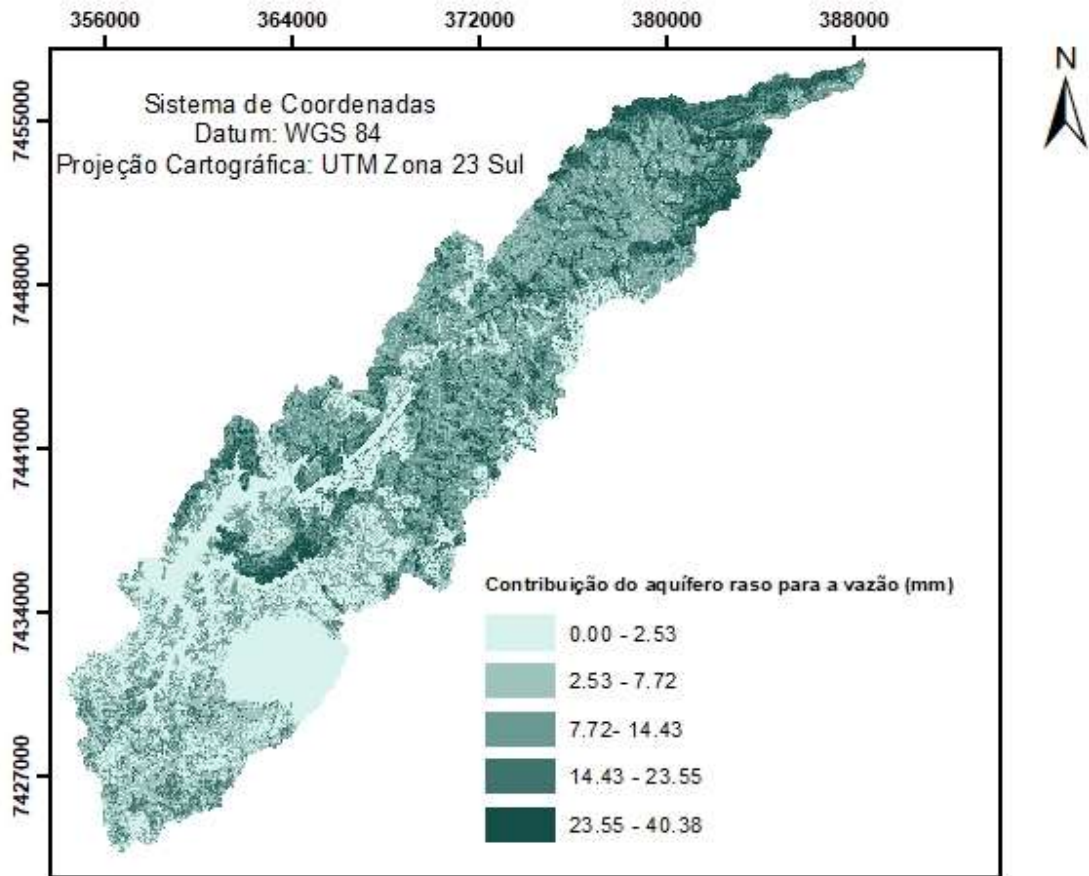 356000 364000 372000 380000 388000
N
Sistema de Coordenadas
Datum: WGS 84
Projeção Cartográfica: UTM Zona 23 Sul
7455000
7448000
7441000
7434000
7427000
Contribuição do aquífero raso para a vazão (mm)
0.00 - 2.53
2.53 - 7.72
7.72- 14.43
14.43 - 23.55
23.55 - 40.38